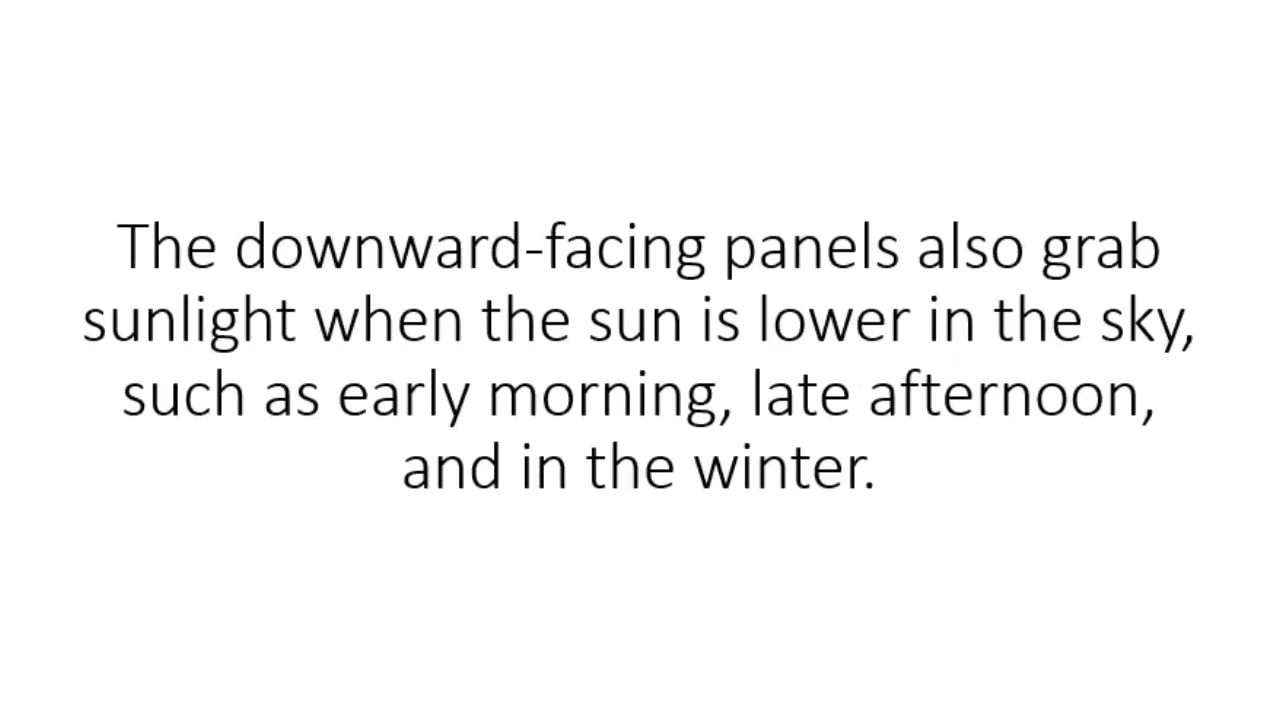 The downward-facing panels also grab
sunlight when the sun is lower in the sky,
such as early morning, late afternoon,
and in the winter.